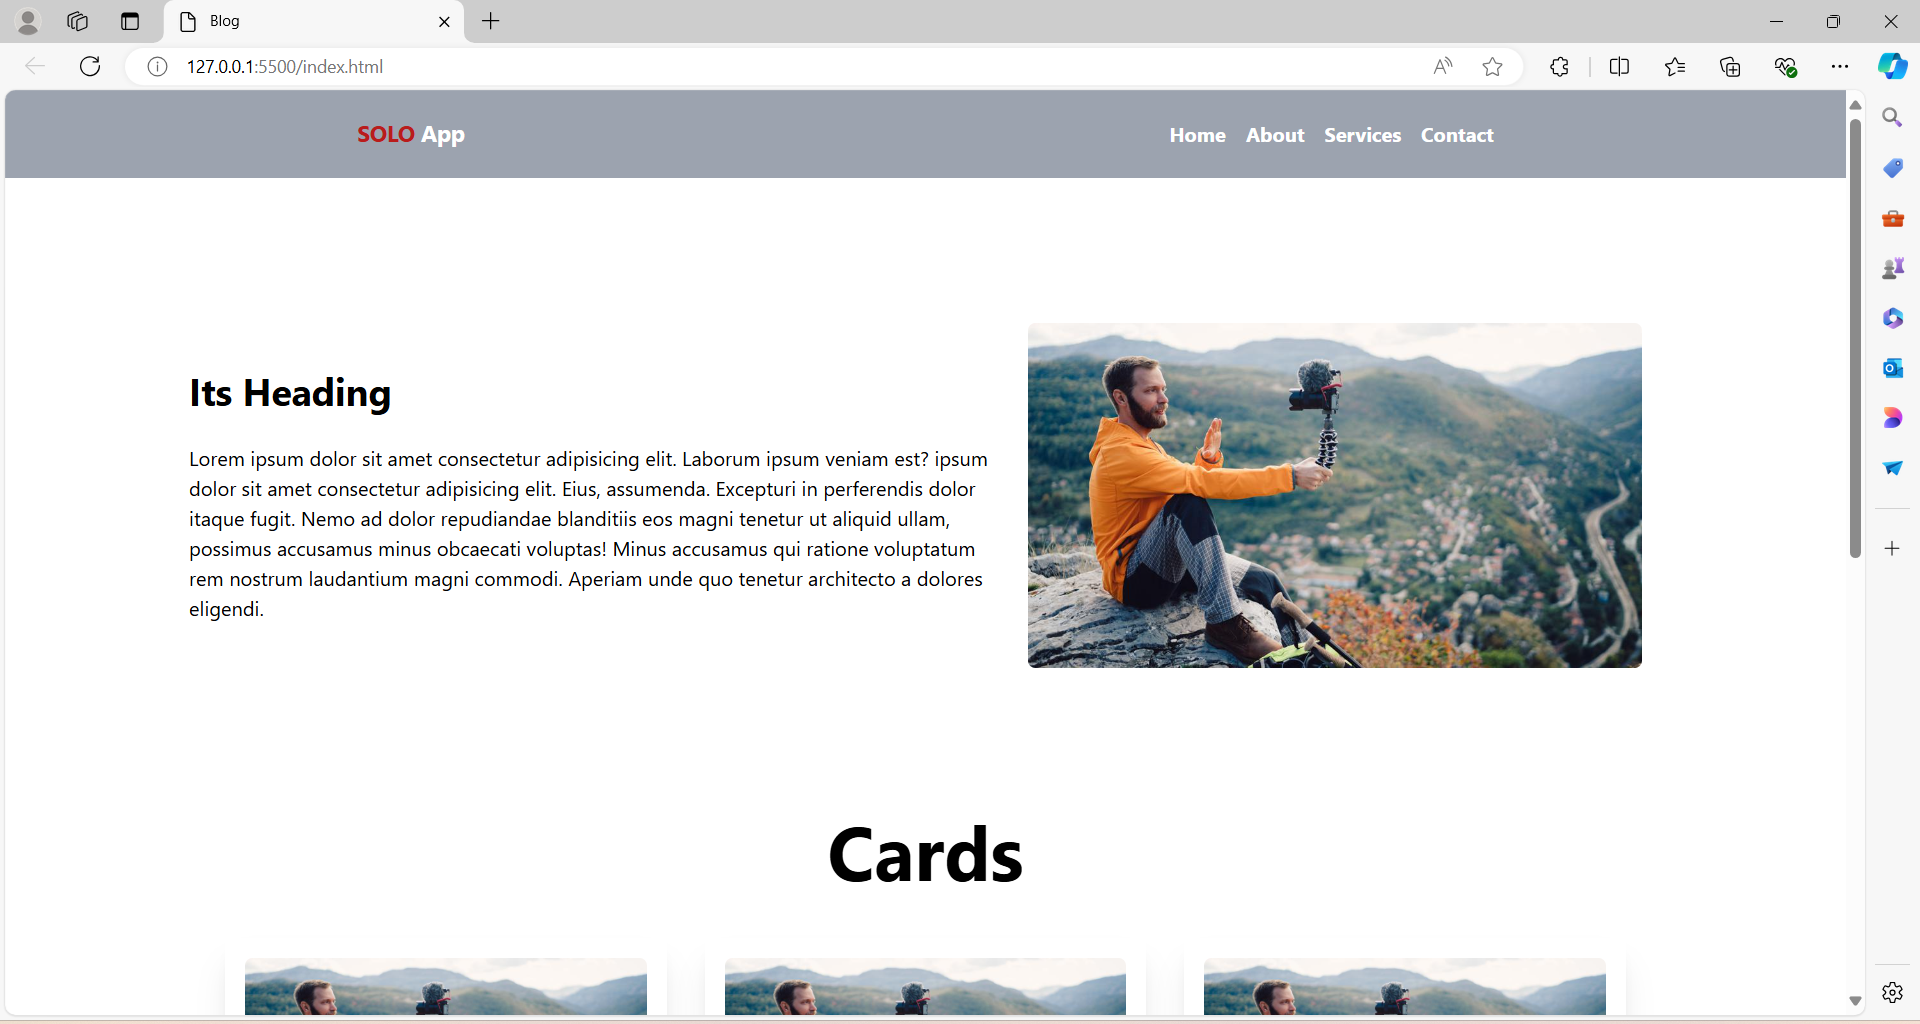 Blog
127.0.0.1:5500/index.html
SOLO App
Home About Services Contact
Its Heading
Lorem ipsum dolor sit amet consectetur adipisicing elit. Laborum ipsum veniam est? ipsum
dolor sit amet consectetur adipisicing elit. Eius, assumenda. Excepturi in perferendis dolor
itaque fugit. Nemo ad dolor repudiandae blanditiis eos magni tenetur ut aliquid ullam,
possimus accusamus minus obcaecati voluptas! Minus accusamus qui ratione voluptatum
rem nostrum laudantium magni commodi. Aperiam unde quo tenetur architecto a dolores
eligendi.
Cards